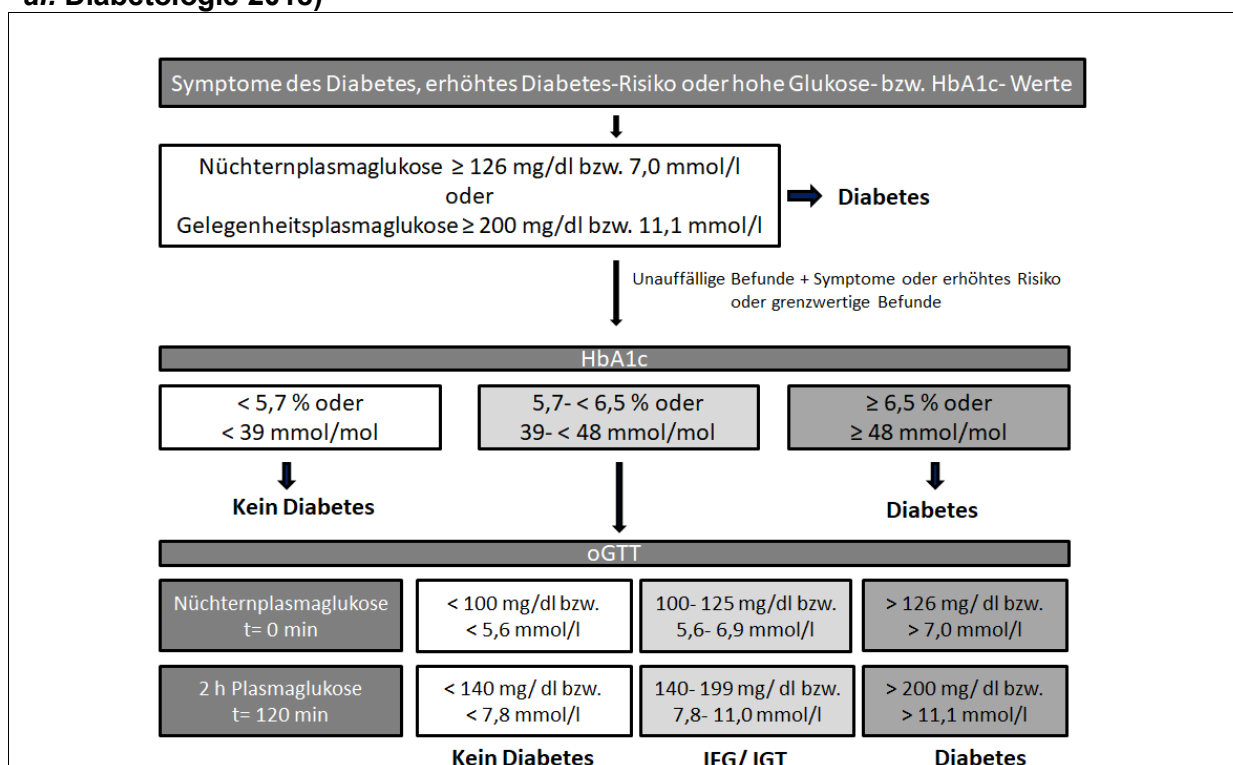 al. Diabetologie 2018)
Symptome des Diabetes, erhöhtes Diabetes-Risiko oder hohe Glukose- bzw. HbA1c- Werte
Nüchternplasmaglukose ≥ 126 mg/dl bzw. 7,0 mmol/l
oder
Gelegenheitsplasmaglukose ≥ 200 mg/dl bzw. 11,1 mmol/l
Diabetes
Unauffällige Befunde + Symptome oder erhöhtes Risiko
oder grenzwertige Befunde
HbA1c
< 5,7 % oder
< 39 mmol/mol
5,7- < 6,5 % oder
39- < 48 mmol/mol
≥ 6,5 % oder
≥ 48 mmol/mol
Kein Diabetes
Diabetes
oGTT
Nüchternplasmaglukose
t= 0 min
< 100 mg/dl bzw.
< 5,6 mmol/l
100- 125 mg/dl bzw.
5,6- 6,9 mmol/l
> 126 mg/ dl bzw.
> 7,0 mmol/l
2 h Plasmaglukose
t= 120 min
< 140 mg/ dl bzw.
< 7,8 mmol/l
140- 199 mg/ dl bzw.
7,8- 11,0 mmol/l
> 200 mg/ dl bzw.
> 11,1 mmol/l
Kein Diabetes
IFG/ IGT
Diabetes